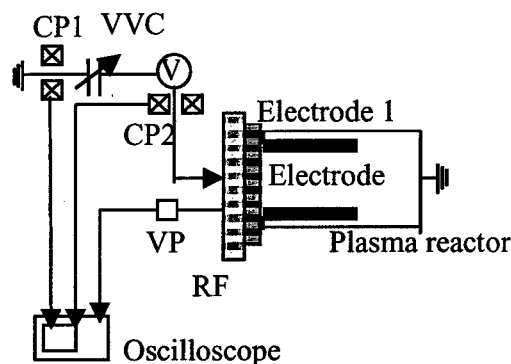 CP1
VVC
V
CP2
Electrode 1
Electrode
VP
RF
Plasma reactor
Oscilloscope